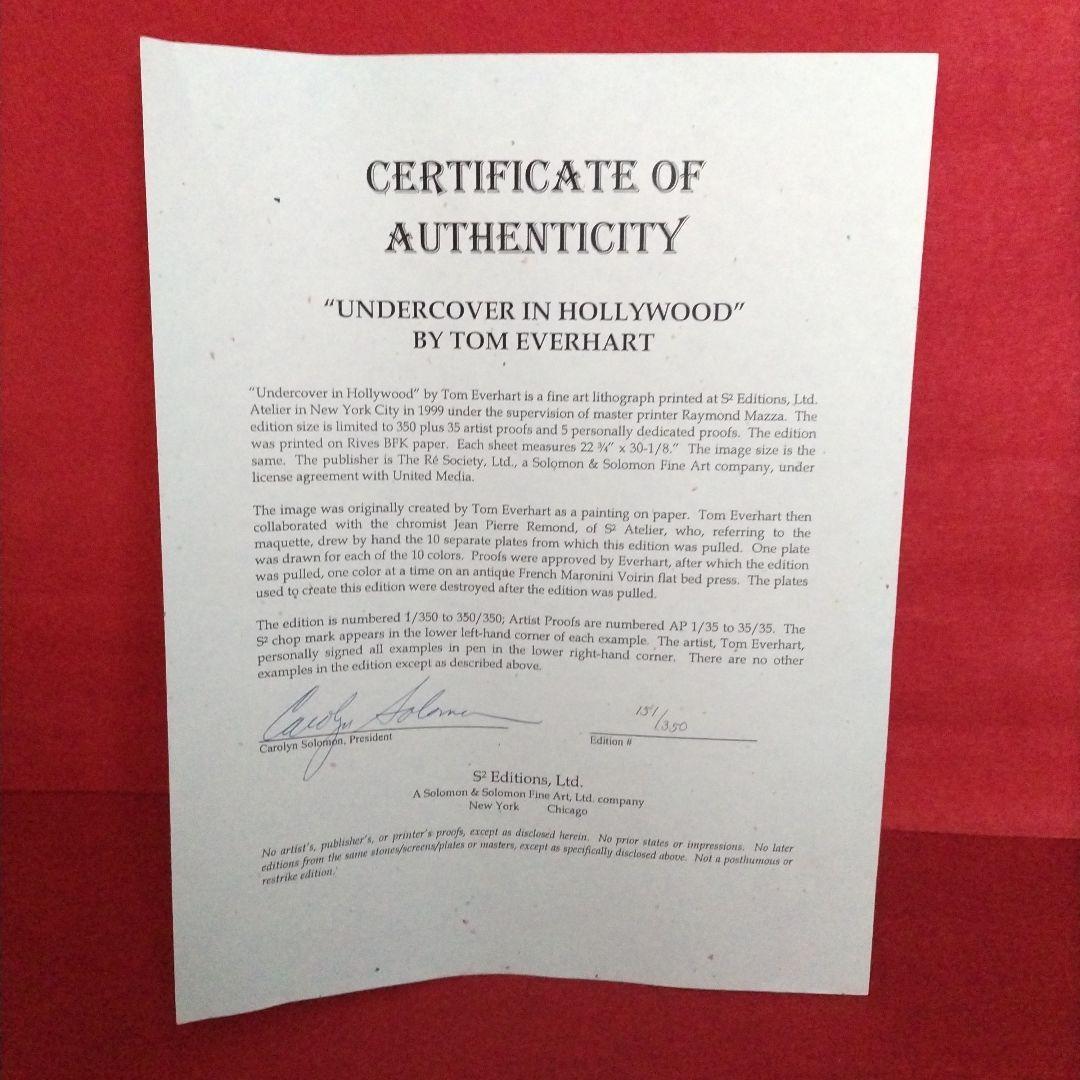 CERTIFICATE OF
AUTHENTICITY
“UNDERCOVER IN HOLLYWOOD”
BY TOM EVERHART
“Undercover in Hollywood” by Tom Everhart is a fine art lithograph printed at S² Editions, Ltd.
Atelier in New York City in 1999 under the supervision of master printer Raymond Mazza. The
edition size is limited to 350 plus 35 artist proofs and 5 personally dedicated proofs. The edition
was printed on Rives BFK paper. Each sheet measures 22 ¾” x 30-1/8.” The image size is the
same. The publisher is The Ré Society, Ltd., a Solomon & Solomon Fine Art company, under
license agreement with United Media.
The image was originally created by Tom Everhart as a painting on paper. Tom Everhart then
collaborated with the chromist Jean Pierre Remond, of S² Atelier, who, referring to the
maquette, drew by hand the 10 separate plates from which this edition was pulled. One plate
was drawn for each of the 10 colors. Proofs were approved by Everhart, after which the edition
was pulled, one color at a time on an antique French Maronini Voirin flat bed press. The plates
used to create this edition were destroyed after the edition was pulled.
The edition is numbered 1/350 to 350/350; Artist Proofs are numbered AP 1/35 to 35/35. The
S² chop mark appears in the lower left-hand corner of each example. The artist, Tom Everhart,
personally signed all examples in pen in the lower right-hand corner. There are no other
examples in the edition except as described above.
Carolyn Solomon 151/350
Carolyn Solomon, President Edition #
S² Editions, Ltd.
A Solomon & Solomon Fine Art, Ltd. company
New York Chicago
No artist's, publisher's, or printer's proofs, except as disclosed herein. No prior states or impressions. No later
editions from the same stones/screens/plates or masters, except as specifically disclosed above. Not a posthumous or
restrike edition.